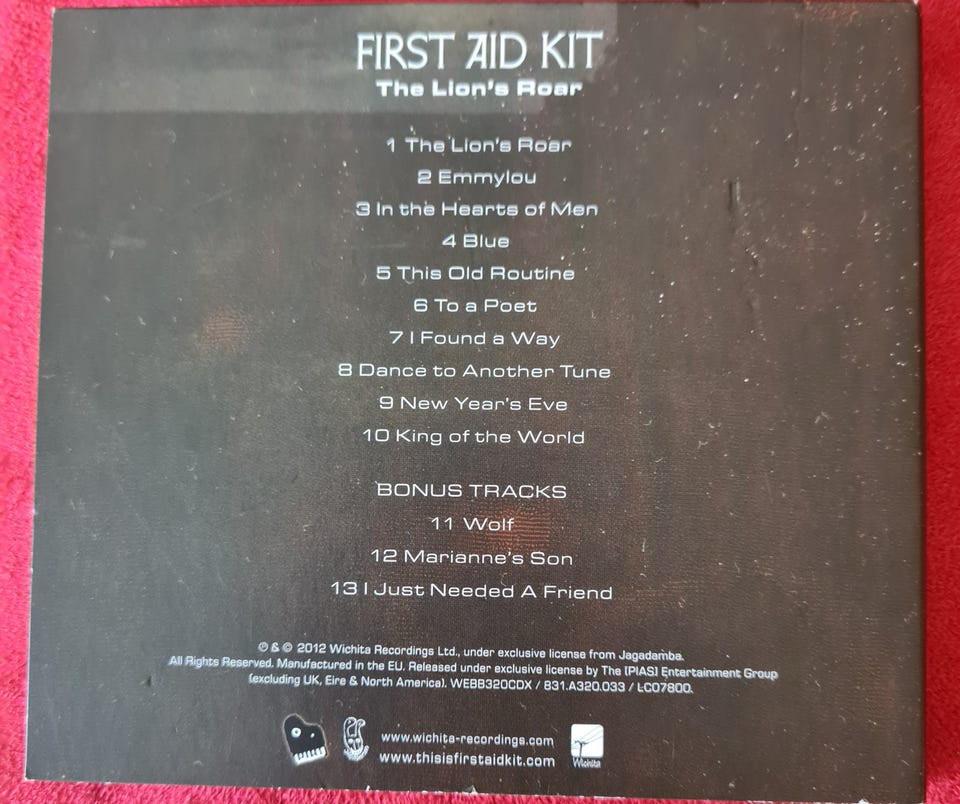 FIRST AID KIT
The Lion's Roar
1 The Lion's Roar
2 Emmylou
3 In the Hearts of Men
4 Blue
5 This Old Routine
6 To a Poet
7 I Found a Way
8 Dance to Another Tune
9 New Year's Eve
10 King of the World
BONUS TRACKS
11 Wolf
12 Marianne's Son
13 I Just Needed A Friend
℗ & © 2012 Wichita Recordings Ltd., under exclusive license from Jagadamba.
All Rights Reserved. Manufactured in the EU. Released under exclusive license by The [PIAS] Entertainment Group
(excluding UK, Eire & North America). WEBB320CDX / 831.A320.033 / LC07800.
www.wichita-recordings.com
www.thisisfirstaidkit.com
Wichita